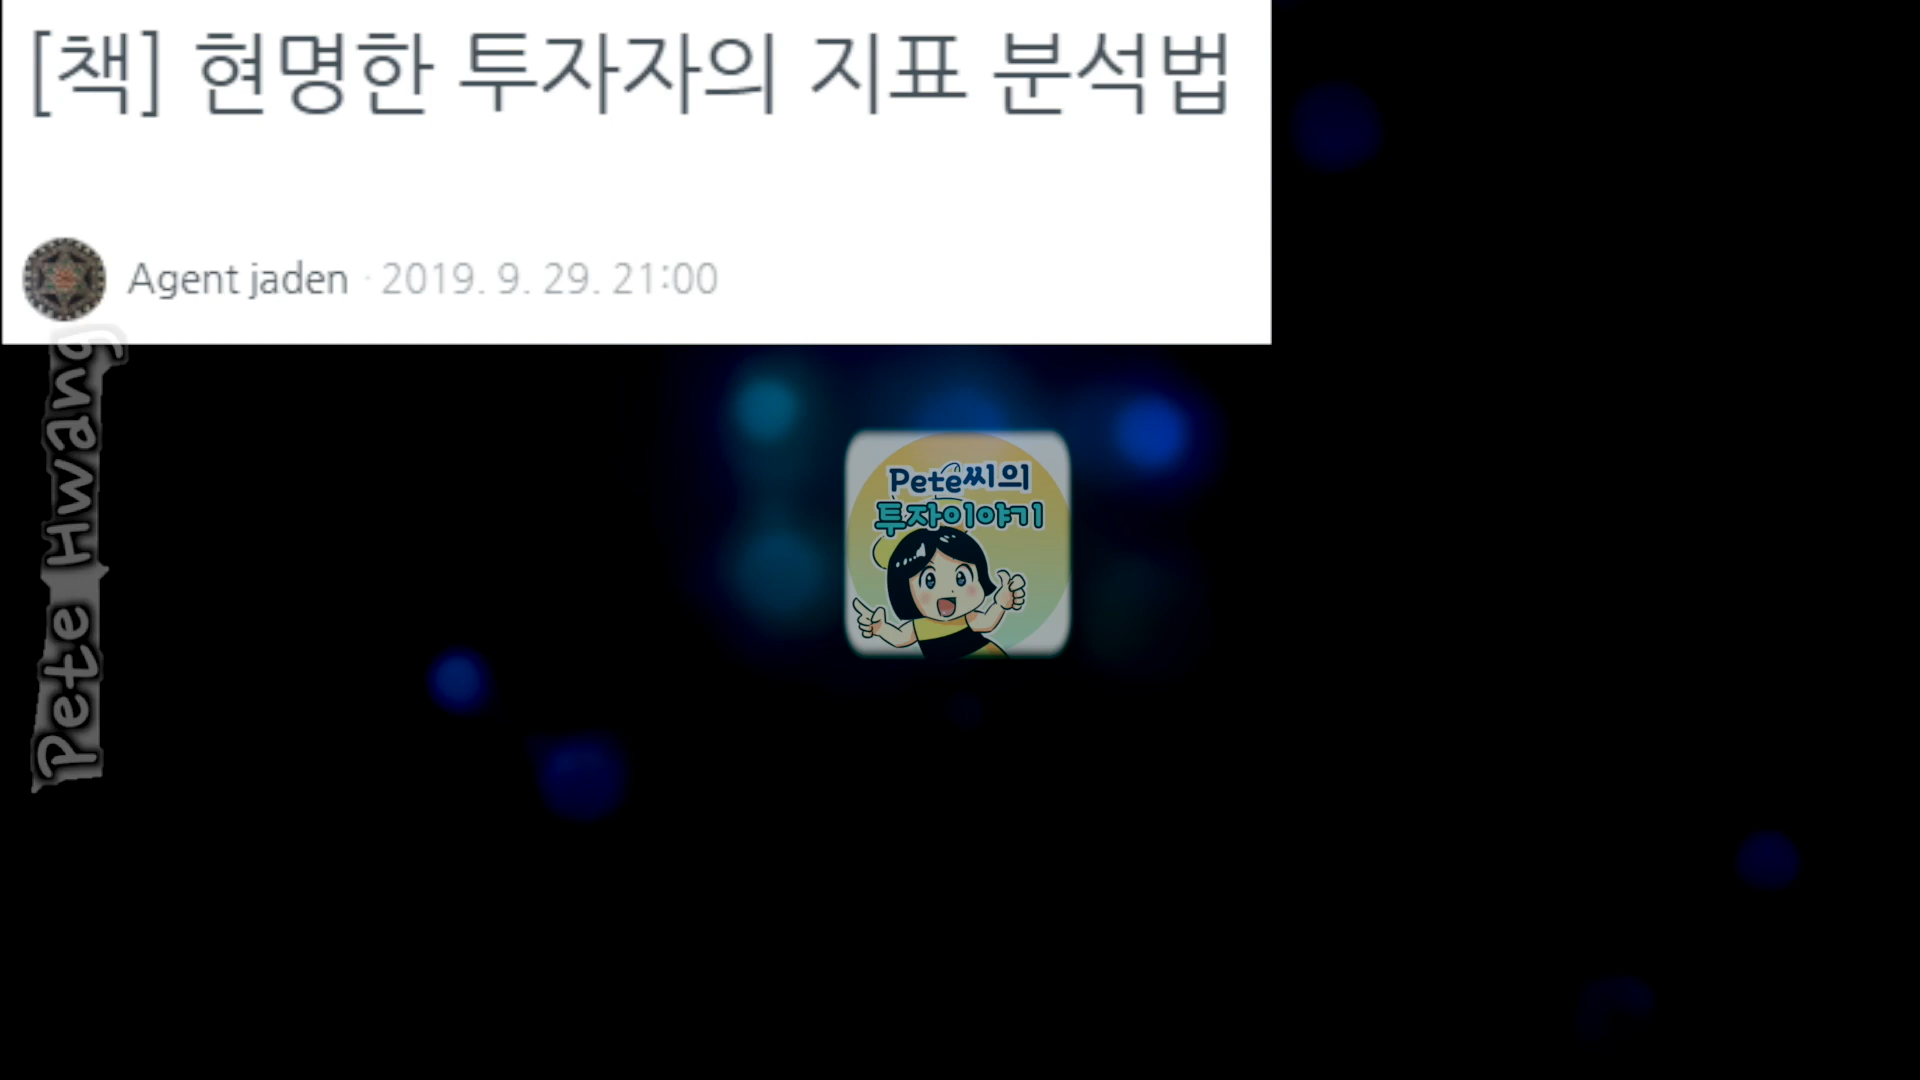 [책] 현명한 투자자의 지표 분석법
Agent jaden · 2019. 9. 29. 21:00
Pete Hwang
Pete씨의
투자이야기